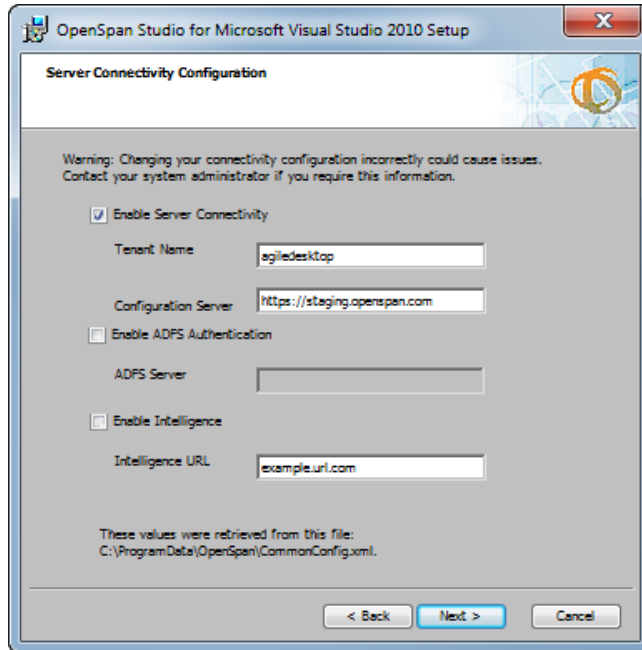 OpenSpan Studio for Microsoft Visual Studio 2010 Setup
Server Connectivity Configuration
Warning: Changing your connectivity configuration incorrectly could cause issues.
Contact your system administrator if you require this information.
Enable Server Connectivity
Tenant Name
agiledesktop
Configuration Server
https://staging.openspan.com
Enable ADFS Authentication
ADFS Server
Enable Intelligence
Intelligence URL
example.url.com
These values were retrieved from this file:
C:\ProgramData\OpenSpan\CommonConfig.xml.
< Back
Next >
Cancel